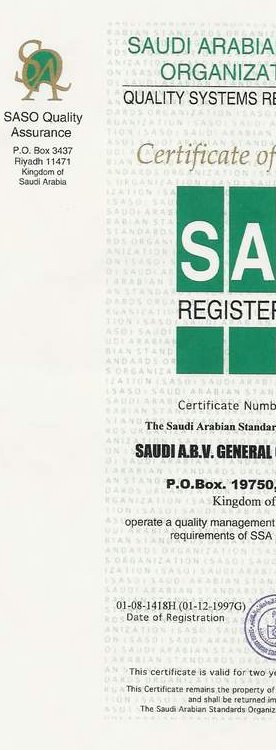 SASO Quality
Assurance
P.O. Box 3437
Riyadh 11471
Kingdom of
Saudi Arabia
SAUDI ARABIA
ORGANIZAT
QUALITY SYSTEMS RE
Certificate of
SA
REGISTER
Certificate Numb
The Saudi Arabian Standar
SAUDI A.B.V. GENERAL
P.O.Box. 19750,
Kingdom of
operate a quality management
requirements of SSA
01-08-1418H (01-12-1997G)
Date of Registration
This certificate is valid for two ye
This Certificate remains the property of
and shall be returned im
The Saudi Arabian Standards Organiz